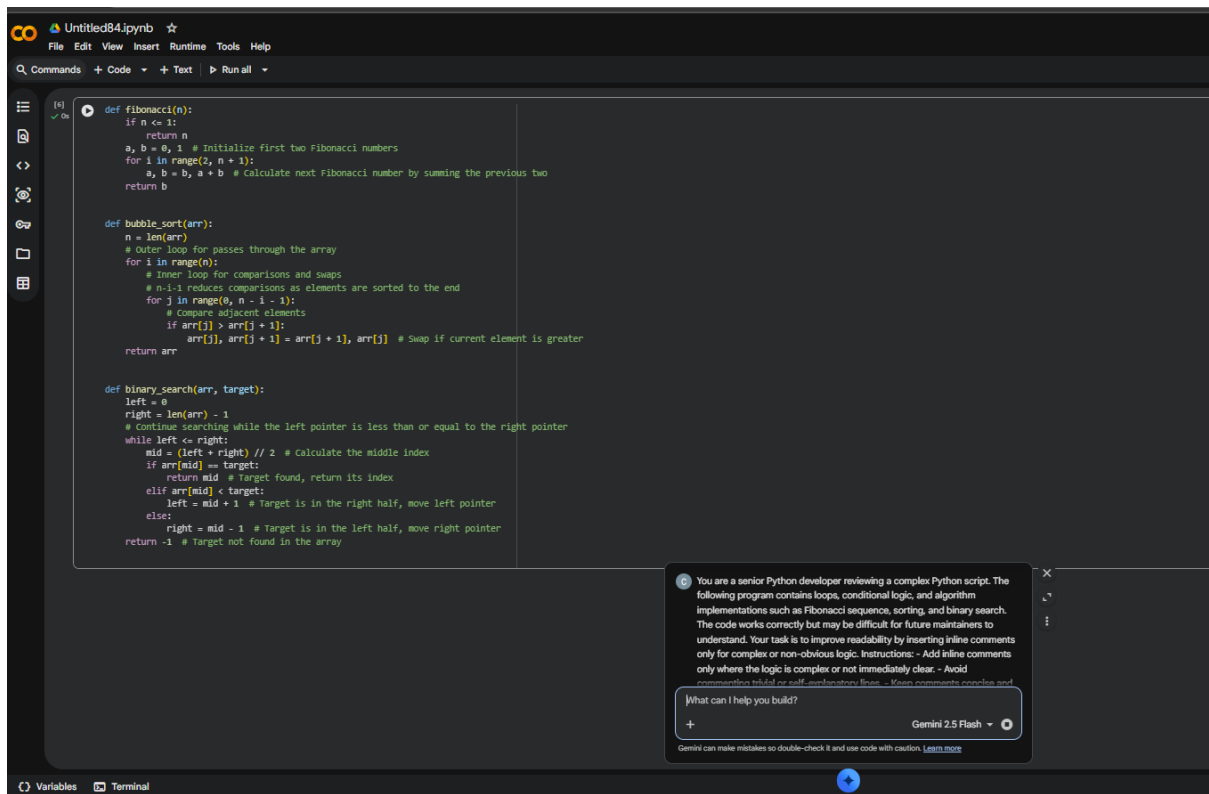 CO Untitled84.ipynb
File Edit View Insert Runtime Tools Help
Commands + Code + Text Run all
[6]
0s
def fibonacci(n):
    if n <= 1:
        return n
    a, b = 0, 1  # Initialize first two Fibonacci numbers
    for i in range(2, n + 1):
        a, b = b, a + b  # Calculate next Fibonacci number by summing the previous two
    return b
def bubble_sort(arr):
    n = len(arr)
    # Outer loop for passes through the array
    for i in range(n):
        # Inner loop for comparisons and swaps
        # n-i-1 reduces comparisons as elements are sorted to the end
        for j in range(0, n - i - 1):
            # Compare adjacent elements
            if arr[j] > arr[j + 1]:
                arr[j], arr[j + 1] = arr[j + 1], arr[j]  # Swap if current element is greater
    return arr
def binary_search(arr, target):
    left = 0
    right = len(arr) - 1
    # Continue searching while the left pointer is less than or equal to the right pointer
    while left <= right:
        mid = (left + right) // 2  # Calculate the middle index
        if arr[mid] == target:
            return mid  # Target found, return its index
        elif arr[mid] < target:
            left = mid + 1  # Target is in the right half, move left pointer
        else:
            right = mid - 1  # Target is in the left half, move right pointer
    return -1  # Target not found in the array
C You are a senior Python developer reviewing a complex Python script. The
following program contains loops, conditional logic, and algorithm
implementations such as Fibonacci sequence, sorting, and binary search.
The code works correctly but may be difficult for future maintainers to
understand. Your task is to improve readability by inserting inline comments
only for complex or non-obvious logic. Instructions: - Add inline comments
only where the logic is complex or not immediately clear. - Avoid
commenting trivial or self-explanatory lines. - Keep comments concise and
What can I help you build?
+ Gemini 2.5 Flash
Gemini can make mistakes so double-check it and use code with caution. Learn more
Variables Terminal